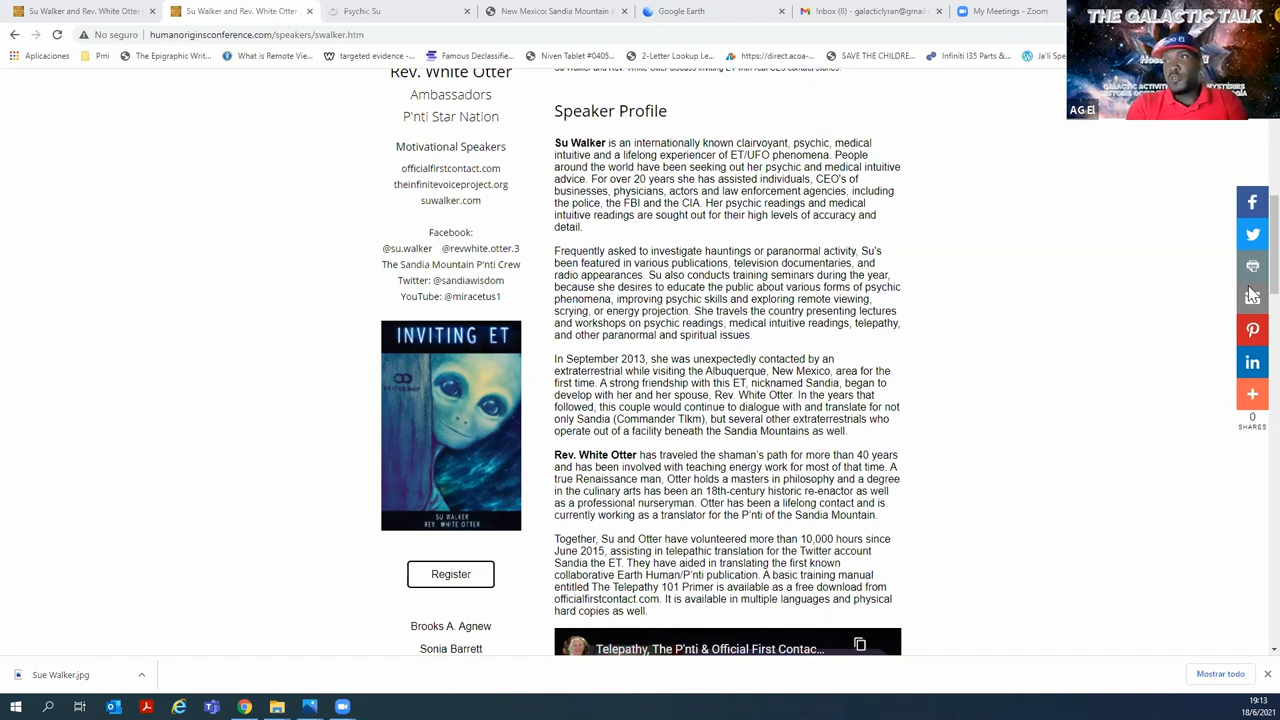 Su Walker and Rev. White Otter
Su Walker and Rev. White Otter
Psychic Su
New Mexico: Sandia Mountain s
Google Earth
Inbox (8) - galacticlyran@gmail
My Meetings - Zoom
No seguro
humanoriginsconference.com/speakers/swalker.htm
Aplicaciones
Pmi
The Epigraphic Writ...
What is Remote Vie...
targeted evidence -...
Famous Declassifie...
Niven Tablet #0405...
2-Letter Lookup Le...
https://direct.acoa-...
SAVE THE CHILDRE...
Infiniti I35 Parts &...
Ja'li Sp
THE GALACTIC TALK
AG El
Rev. White Otter
Ambassadors
P'nti Star Nation
Motivational Speakers
officialfirstcontact.com
theinfinitevoiceproject.org
suwalker.com
Facebook:
@su.walker @revwhite.otter.3
The Sandia Mountain P'nti Crew
Twitter: @sandiawisdom
YouTube: @miracetus1
INVITING ET
FRIENDSHIP
SU WALKER
REV. WHITE OTTER
Register
Brooks A. Agnew
Sonia Barrett
Su Walker and Rev. White Otter discuss inviting ET with real CE5 contact stories.
Speaker Profile
Su Walker is an internationally known clairvoyant, psychic, medical
intuitive and a lifelong experiencer of ET/UFO phenomena. People
around the world have been seeking out her psychic and medical intuitive
advice. For over 20 years she has assisted individuals, CEO's of
businesses, physicians, actors and law enforcement agencies, including
the police, the FBI and the CIA. Her psychic readings and medical
intuitive readings are sought out for their high levels of accuracy and
detail.
Frequently asked to investigate hauntings or paranormal activity, Su's
been featured in various publications, television documentaries, and
radio appearances. Su also conducts training seminars during the year,
because she desires to educate the public about various forms of psychic
phenomena, improving psychic skills and exploring remote viewing,
scrying, or energy projection. She travels the country presenting lectures
and workshops on psychic readings, medical intuitive readings, telepathy,
and other paranormal and spiritual issues.
In September 2013, she was unexpectedly contacted by an
extraterrestrial while visiting the Albuquerque, New Mexico, area for the
first time. A strong friendship with this ET, nicknamed Sandia, began to
develop with her and her spouse, Rev. White Otter. In the years that
followed, this couple would continue to dialogue with and translate for not
only Sandia (Commander Tlkm), but several other extraterrestrials who
operate out of a facility beneath the Sandia Mountains as well.
Rev. White Otter has traveled the shaman's path for more than 40 years
and has been involved with teaching energy work for most of that time. A
true Renaissance man, Otter holds a masters in philosophy and a degree
in the culinary arts has been an 18th-century historic re-enactor as well
as a professional nurseryman. Otter has been a lifelong contact and is
currently working as a translator for the P'nti of the Sandia Mountain.
Together, Su and Otter have volunteered more than 10,000 hours since
June 2015, assisting in telepathic translation for the Twitter account
Sandia the ET. They have aided in translating the first known
collaborative Earth Human/P'nti publication. A basic training manual
entitled The Telepathy 101 Primer is available as a free download from
officialfirstcontact.com. It is available in multiple languages and physical
hard copies as well.
Telepathy, The P'nti & Official First Contac...
0
SHARES
Sue Walker.jpg
Mostrar todo
19:13
18/6/2021